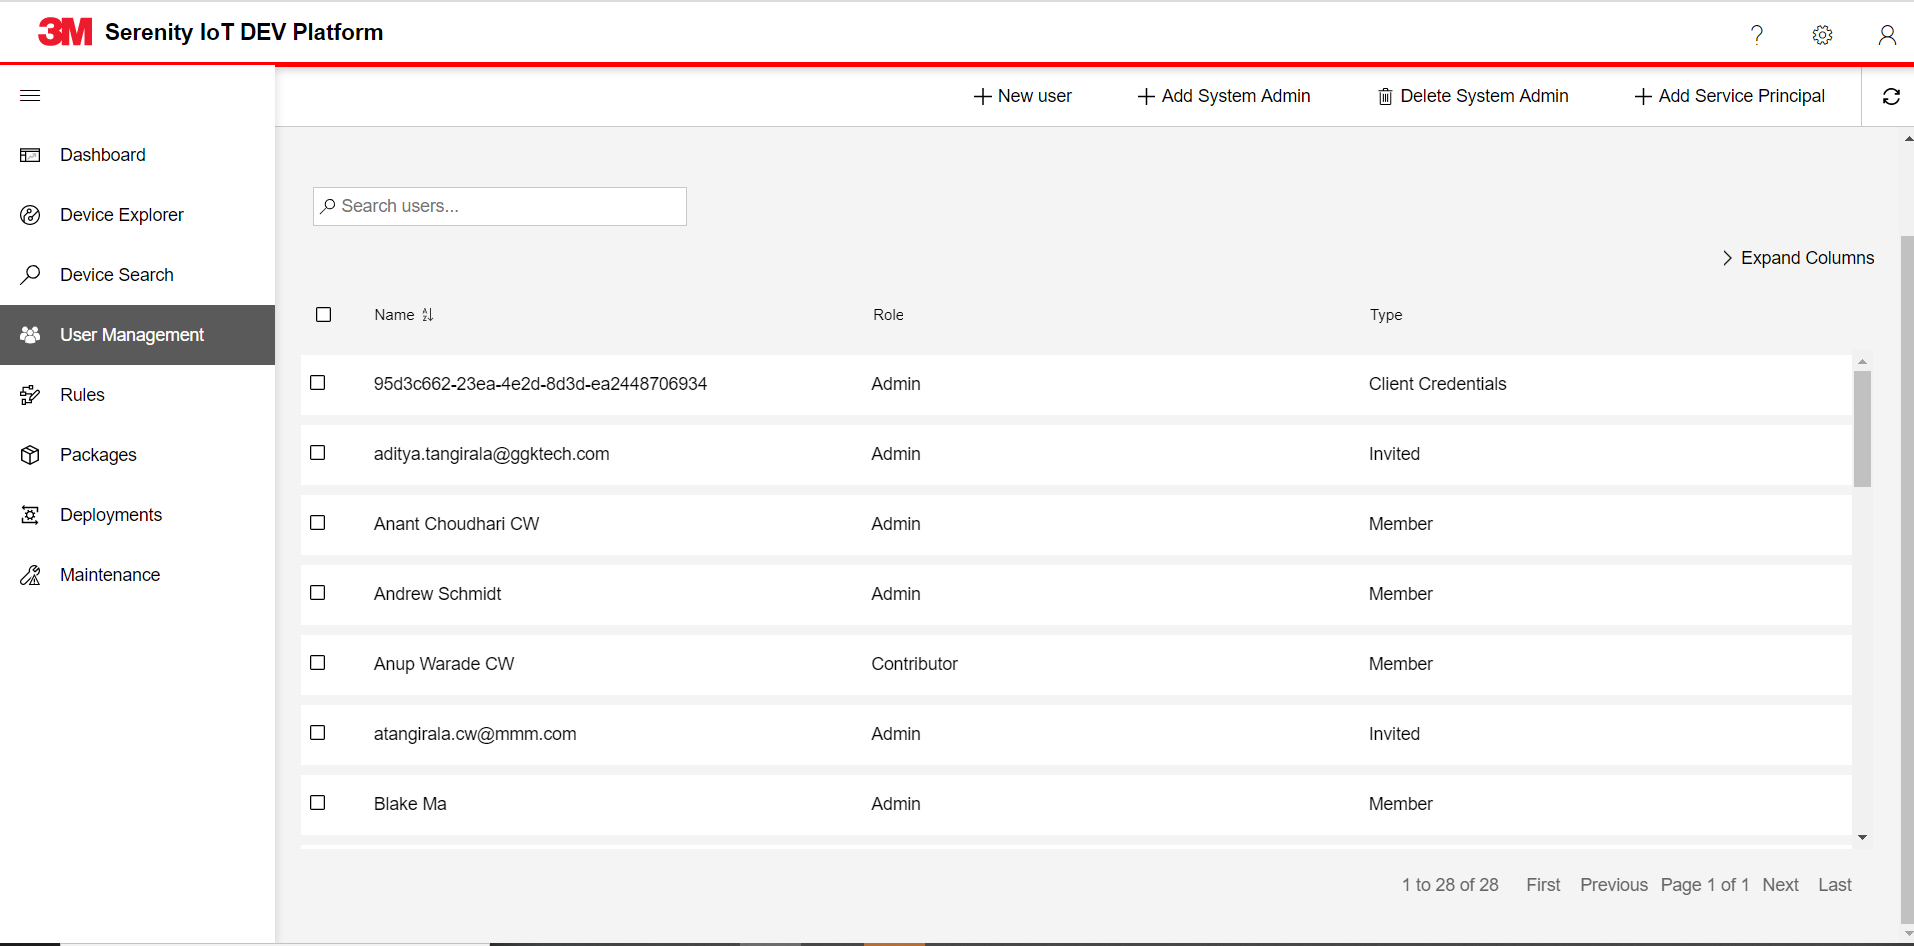 3M Serenity IoT DEV Platform
New user Add System Admin Delete System Admin Add Service Principal
Dashboard
Device Explorer
Device Search
User Management
Rules
Packages
Deployments
Maintenance
Search users...
Expand Columns
Name Role Type
95d3c662-23ea-4e2d-8d3d-ea2448706934 Admin Client Credentials
aditya.tangirala@ggktech.com Admin Invited
Anant Choudhari CW Admin Member
Andrew Schmidt Admin Member
Anup Warade CW Contributor Member
atangirala.cw@mmm.com Admin Invited
Blake Ma Admin Member
1 to 28 of 28 First Previous Page 1 of 1 Next Last